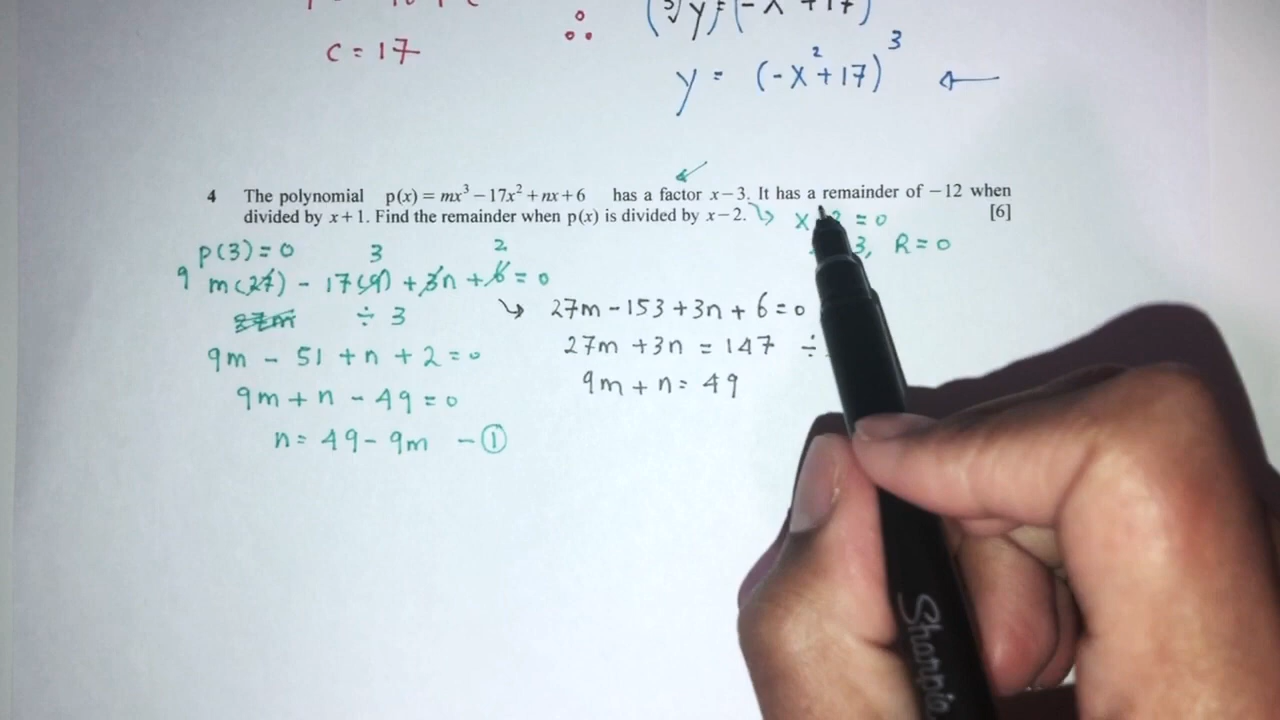 c = 17
y = (-x² + 17)³
4 The polynomial p(x) = mx³ − 17x² + nx + 6 has a factor x − 3. It has a remainder of −12 when
divided by x + 1. Find the remainder when p(x) is divided by x − 2. [6]
= 0
3, R = 0
p(3) = 0
3 2
9 m(27) - 17(9) + 3n + 6 = 0
27m ÷ 3
9m - 51 + n + 2 = 0
9m + n - 49 = 0
n = 49 - 9m - ①
27m - 153 + 3n + 6 = 0
27m + 3n = 147 ÷
9m + n = 49
Sharpie